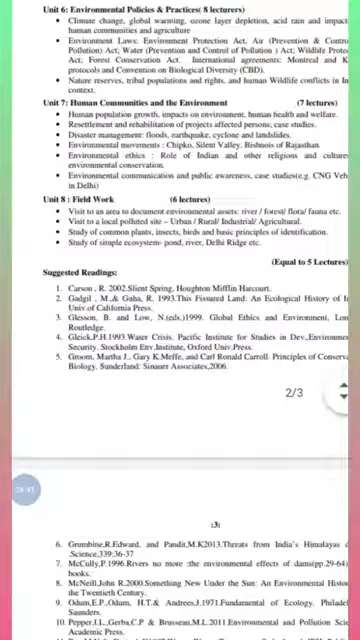 Unit 6: Environmental Policies & Practices( 8 lecturers)
• Climate change, global warming, ozone layer depletion, acid rain and impact
human communities and agriculture
• Environment Laws: Environment Protection Act, Air (Prevention & Contro
Pollution) Act; Water (Prevention and Control of Pollution ) Act; Wildlife Prote
Act; Forest Conservation Act. International agreements: Montreal and K
protocols and Convention on Biological Diversity (CBD).
• Nature reserves, tribal populations and rights, and human Wildlife conflicts in In
context.
Unit 7: Human Communities and the Environment (7 lectures)
• Human population growth, impacts on environment, human health and welfare.
• Resettlement and rehabilitation of projects affected persons; case studies.
• Disaster management: floods, earthquake, cyclone and landslides.
• Environmental movements : Chipko, Silent Valley, Bishnois of Rajasthan.
• Environmental ethics : Role of Indian and other religions and culture
environmental conservation.
• Environmental communication and public awareness, case studies(e.g. CNG Veh
in Delhi)
Unit 8 : Field Work (6 lectures)
• Visit to an area to document environmental assets: river / forest/ flora/ fauna etc.
• Visit to a local polluted site – Urban / Rural/ Industrial/ Agricultural.
• Study of common plants, insects, birds and basic principles of identification.
• Study of simple ecosystem- pond, river, Delhi Ridge etc.
(Equal to 5 Lectures)
Suggested Readings:
1. Carson , R. 2002.Slient Spring, Houghton Mifflin Harcourt.
2. Gadgil , M.,& Guha, R. 1993.This Fissured Land: An Ecological History of I
Univ.of California Press.
3. Glesson, B. and Low, N.(eds.)1999. Global Ethics and Environment, Lon
Routledge.
4. Gleick,P.H.1993.Water Crisis. Pacific Institute for Studies in Dev.,Environme
Security. Stockholm Env.Institute, Oxford Univ.Press.
5. Groom, Martha J., Gary K.Meffe, and Carl Ronald Carroll. Principles of Conserv
Biology. Sunderland: Sinauer Associates,2006.
2/3
:3:
6. Grumbine,R.Edward, and Pandit,M.K2013.Threats from India's Himalayas d
.Science,339:36-37
7. McCully,P.1996.Rivers no more :the environmental effects of dams(pp.29-64)
books.
8. McNeill,John R.2000.Something New Under the Sun: An Environmental Histor
the Twentieth Century.
9. Odum,E.P.,Odum, H.T.& Andrees,J.1971.Fundamental of Ecology. Philadel
Saunders.
10. Pepper.I.L.,Gerba,C.P & Brusseau,M.L.2011.Environmental and Pollution Scie
Academic Press.